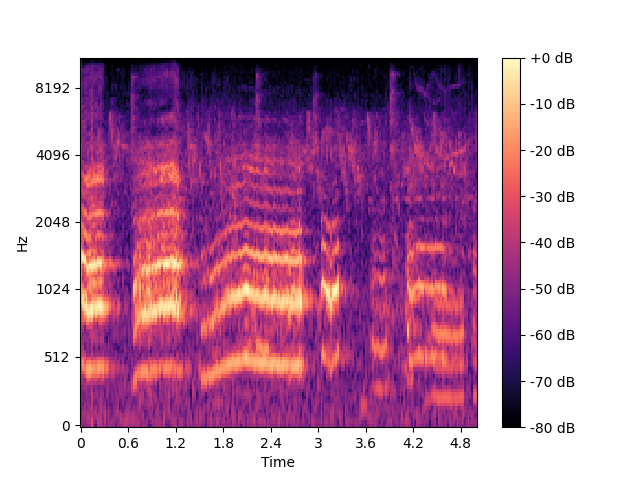 +0 dB
8192
-10 dB
4096
-20 dB
-30 dB
2048
-40 dB
Hz
1024
-50 dB
-60 dB
512
-70 dB
0
-80 dB
0 0.6 1.2 1.8 2.4 3 3.6 4.2 4.8
Time